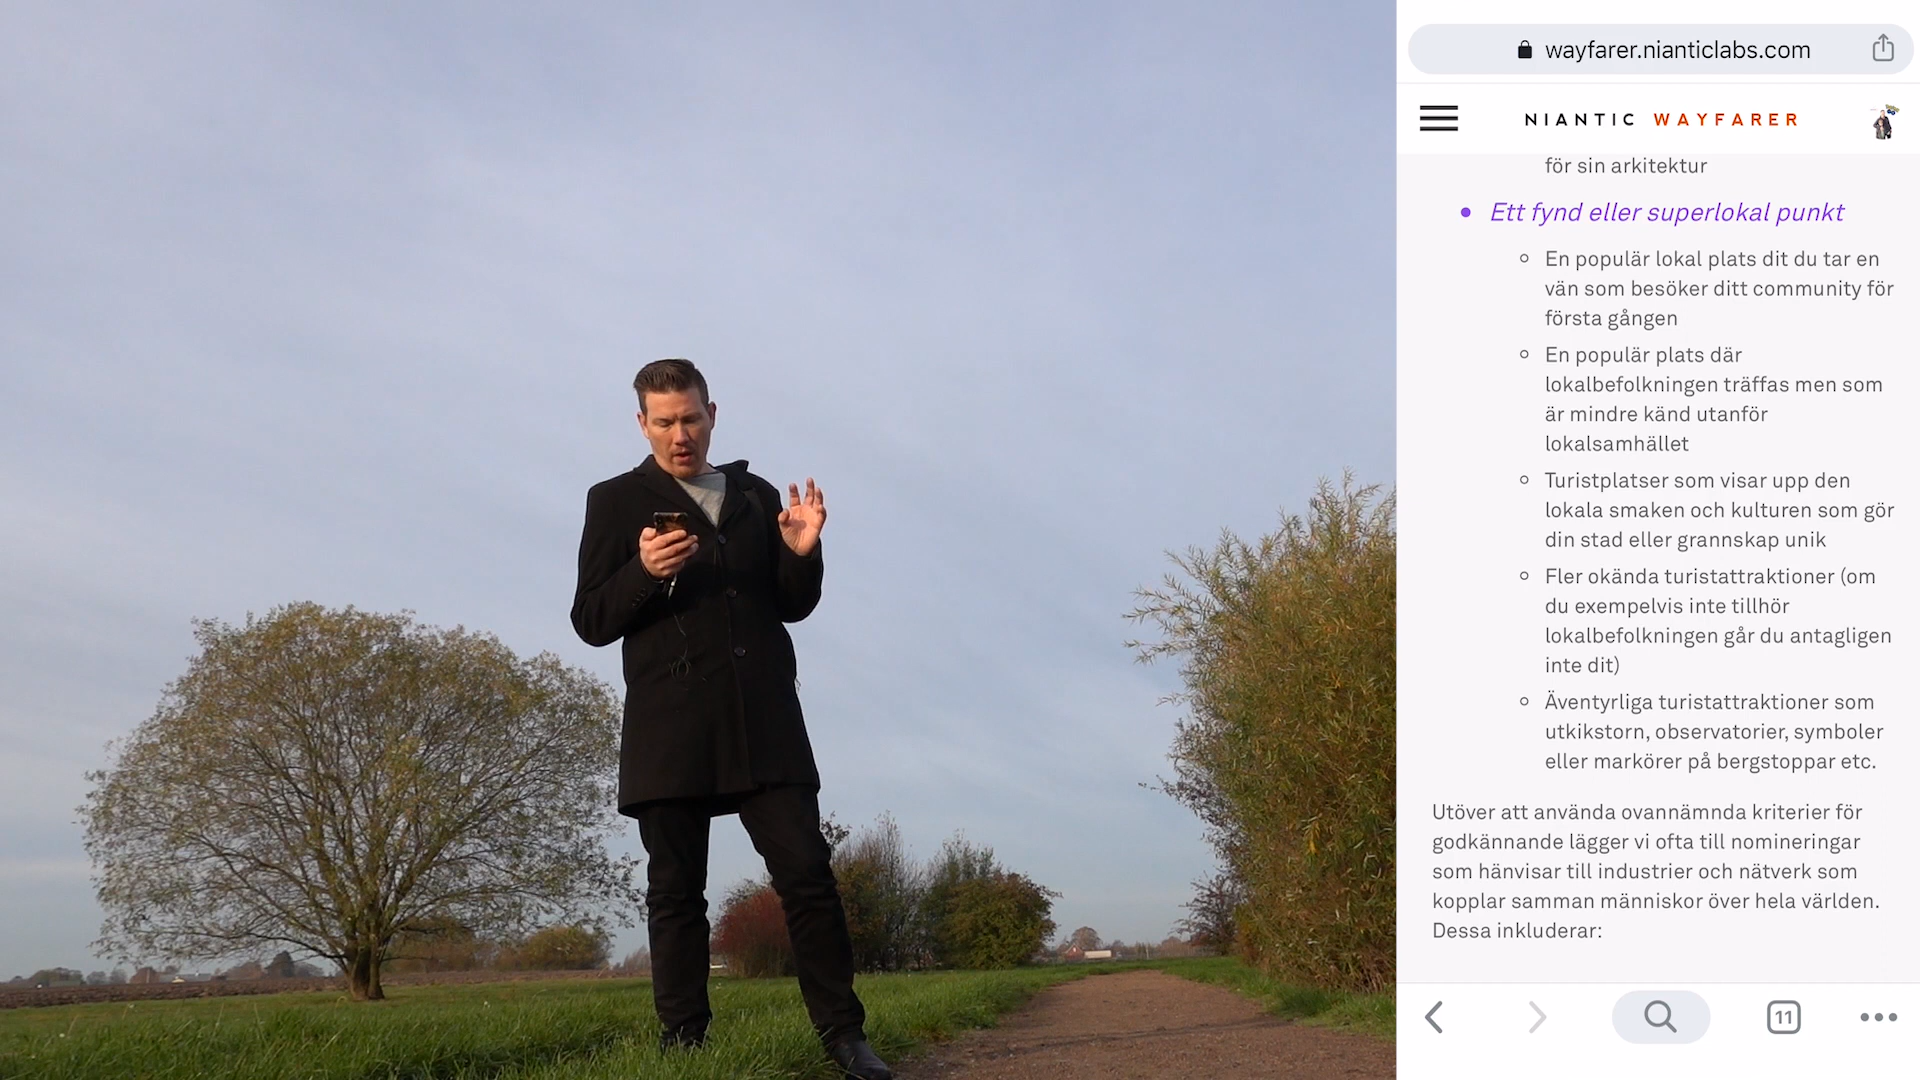 wayfarer.nianticlabs.com
NIANTIC WAYFARER
för sin arkitektur
Ett fynd eller superlokal punkt
En populär lokal plats dit du tar en
vän som besöker ditt community för
första gången
En populär plats där
lokalbefolkningen träffas men som
är mindre känd utanför
lokalsamhället
Turistplatser som visar upp den
lokala smaken och kulturen som gör
din stad eller grannskap unik
Fler okända turistattraktioner (om
du exempelvis inte tillhör
lokalbefolkningen går du antagligen
inte dit)
Äventyrliga turistattraktioner som
utkikstorn, observatorier, symboler
eller markörer på bergstoppar etc.
Utöver att använda ovannämnda kriterier för
godkännande lägger vi ofta till nomineringar
som hänvisar till industrier och nätverk som
kopplar samman människor över hela världen.
Dessa inkluderar:
11